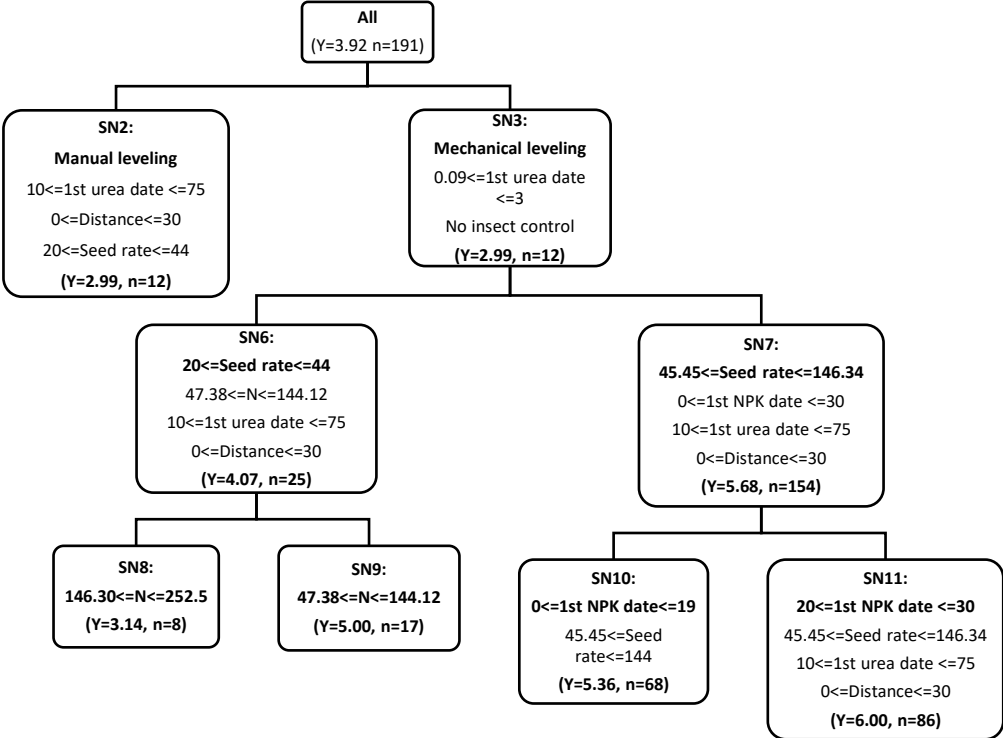 All
(Y=3.92 n=191)
SN2:
Manual leveling
10<=1st urea date <=75
0<=Distance<=30
20<=Seed rate<=44
(Y=2.99, n=12)
SN3:
Mechanical leveling
0.09<=1st urea date
<=3
No insect control
(Y=2.99, n=12)
SN6:
20<=Seed rate<=44
47.38<=N<=144.12
10<=1st urea date <=75
0<=Distance<=30
(Y=4.07, n=25)
SN7:
45.45<=Seed rate<=146.34
0<=1st NPK date <=30
10<=1st urea date <=75
0<=Distance<=30
(Y=5.68, n=154)
SN8:
146.30<=N<=252.5
(Y=3.14, n=8)
SN9:
47.38<=N<=144.12
(Y=5.00, n=17)
SN10:
0<=1st NPK date<=19
45.45<=Seed
rate<=144
(Y=5.36, n=68)
SN11:
20<=1st NPK date <=30
45.45<=Seed rate<=146.34
10<=1st urea date <=75
0<=Distance<=30
(Y=6.00, n=86)